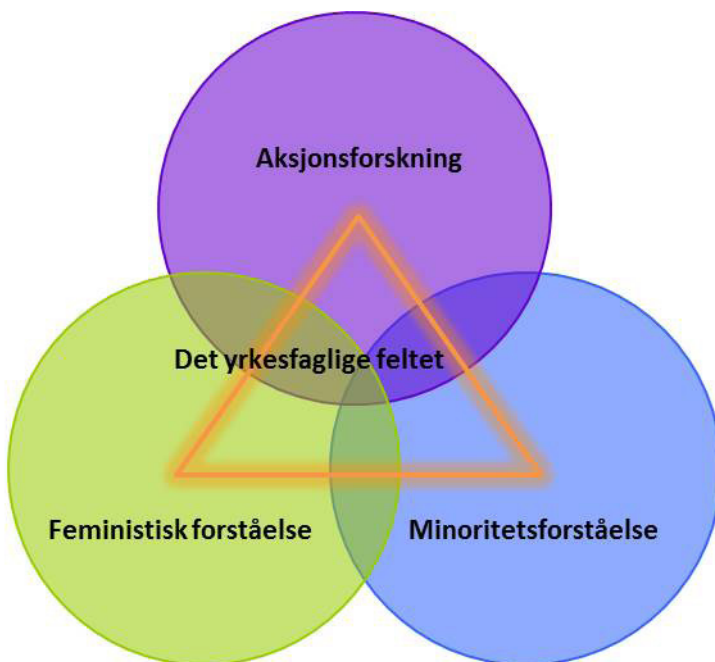 Aksjonsforskning
Det yrkesfaglige feltet
Feministisk forståelse
Minoritetsforståelse